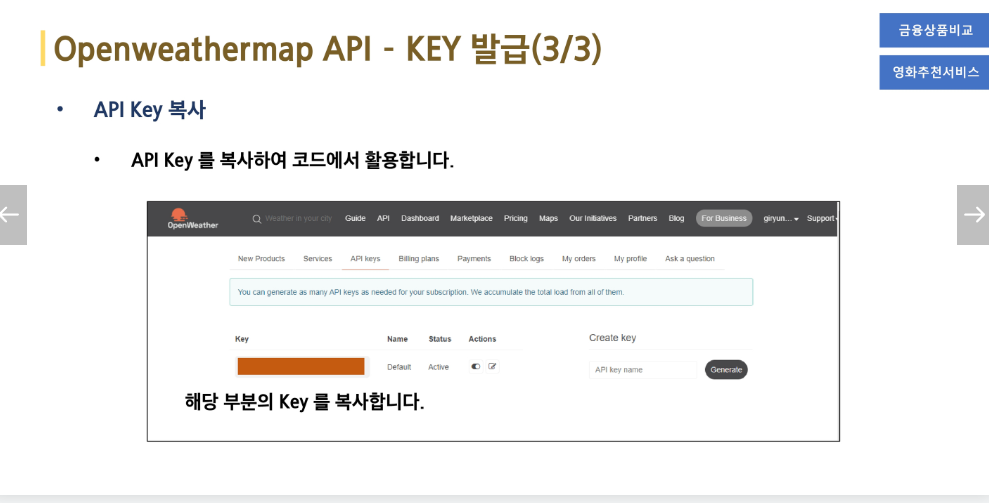 금융상품비교
영화추천서비스
Openweathermap API - KEY 발급(3/3)
• API Key 복사
• API Key 를 복사하여 코드에서 활용합니다.
OpenWeather
Weather in your city Guide API Dashboard Marketplace Pricing Maps Our Initiatives Partners Blog For Business giryun... Support
New Products Services API keys Billing plans Payments Block logs My orders My profile Ask a question
You can generate as many API keys as needed for your subscription. We accumulate the total load from all of them.
Key Name Status Actions Create key
Default Active API key name Generate
해당 부분의 Key 를 복사합니다.